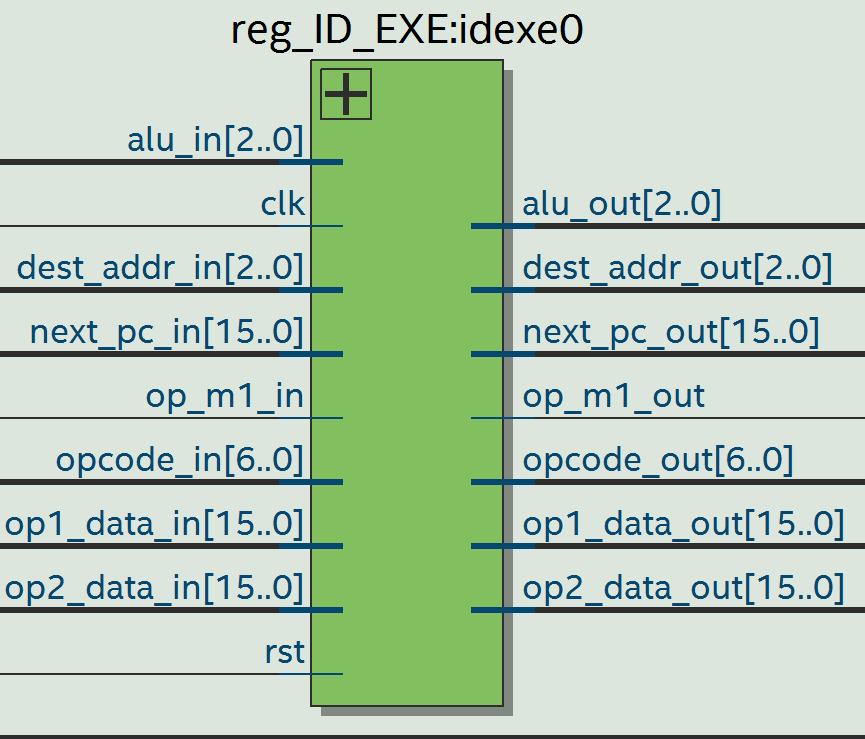 reg_ID_EXE:idexe0
alu_in[2..0]
clk
dest_addr_in[2..0]
next_pc_in[15..0]
op_m1_in
opcode_in[6..0]
op1_data_in[15..0]
op2_data_in[15..0]
rst
alu_out[2..0]
dest_addr_out[2..0]
next_pc_out[15..0]
op_m1_out
opcode_out[6..0]
op1_data_out[15..0]
op2_data_out[15..0]